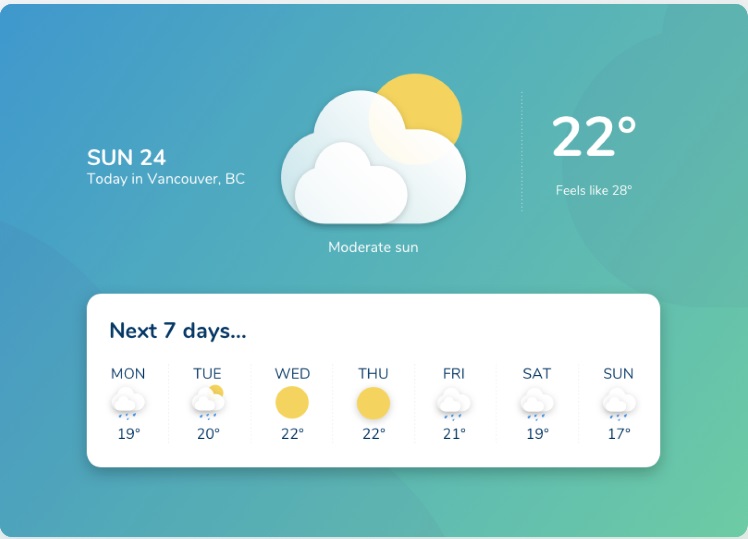 SUN 24
Today in Vancouver, BC
Moderate sun
22°
Feels like 28°
Next 7 days...
MON TUE WED THU FRI SAT SUN
19° 20° 22° 22° 21° 19° 17°